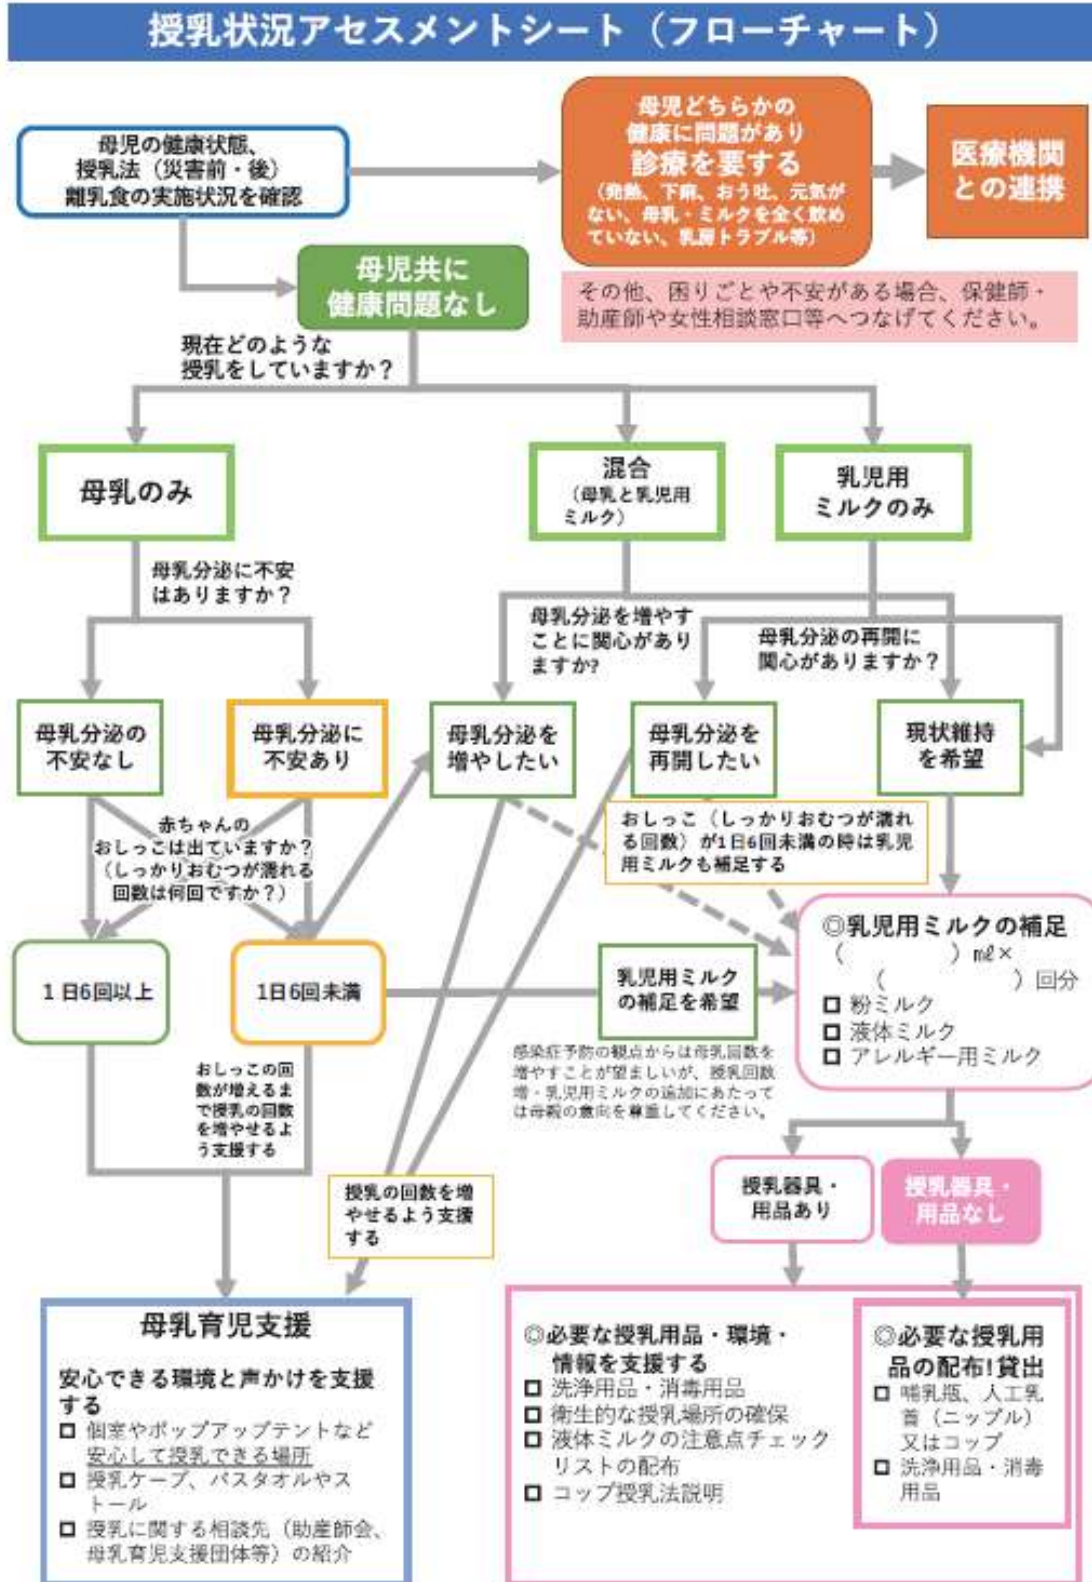 授乳状況アセスメントシート（フローチャート）
母児の健康状態、
授乳法（災害前・後）
離乳食の実施状況を確認
母児どちらかの
健康に問題があり
診療を要する
（発熱、下痢、おう吐、元気が
ない、母乳・ミルクを全く飲め
ていない、乳房トラブル等）
医療機関
との連携
母児共に
健康問題なし
その他、困りごとや不安がある場合、保健師・
助産師や女性相談窓口等へつなげてください。
現在どのような
授乳をしていますか？
母乳のみ
混合
（母乳と乳児用
ミルク）
乳児用
ミルクのみ
母乳分泌に不安
はありますか？
母乳分泌を増やす
ことに関心があり
ますか?
母乳分泌の再開に
関心がありますか？
母乳分泌の
不安なし
母乳分泌に
不安あり
母乳分泌を
増やしたい
母乳分泌を
再開したい
現状維持
を希望
赤ちゃんの
おしっこは出ていますか？
（しっかりおむつが濡れる
回数は何回ですか？）
おしっこ（しっかりおむつが濡れ
る回数）が1日6回未満の時は乳児
用ミルクも補足する
1日6回以上
1日6回未満
乳児用ミルク
の補足を希望
◎乳児用ミルクの補足
（　　　　）㎖×
（　　　　　）回分
□ 粉ミルク
□ 液体ミルク
□ アレルギー用ミルク
感染症予防の観点からは母乳回数を
増やすことが望ましいが、授乳回数
増・乳児用ミルクの追加にあたって
は母親の意向を尊重してください。
おしっこの回
数が増えるま
で授乳の回数
を増やせるよ
う支援する
授乳の回数を増
やせるよう支援
する
授乳器具・
用品あり
授乳器具・
用品なし
母乳育児支援
安心できる環境と声かけを支援
する
□ 個室やポップアップテントなど
安心して授乳できる場所
□ 授乳ケープ、バスタオルやス
トール
□ 授乳に関する相談先（助産師会、
母乳育児支援団体等）の紹介
◎必要な授乳用品・環境・
情報を支援する
□ 洗浄用品・消毒用品
□ 衛生的な授乳場所の確保
□ 液体ミルクの注意点チェック
リストの配布
□ コップ授乳法説明
◎必要な授乳用
品の配布!貸出
□ 哺乳瓶、人工乳
首（ニップル）
又はコップ
□ 洗浄用品・消毒
用品